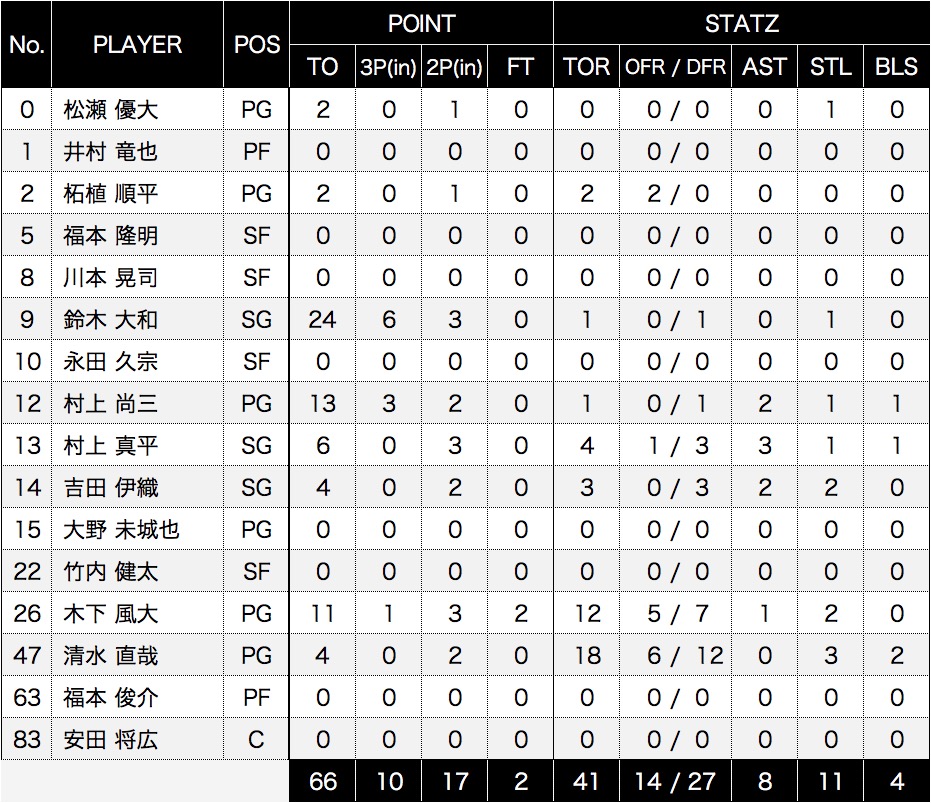 No. PLAYER POS POINT STATZ
TO 3P(in) 2P(in) FT TOR OFR / DFR AST STL BLS
0 松瀬 優大 PG 2 0 1 0 0 0 / 0 0 1 0
1 井村 竜也 PF 0 0 0 0 0 0 / 0 0 0 0
2 柘植 順平 PG 2 0 1 0 2 2 / 0 0 0 0
5 福本 隆明 SF 0 0 0 0 0 0 / 0 0 0 0
8 川本 晃司 SF 0 0 0 0 0 0 / 0 0 0 0
9 鈴木 大和 SG 24 6 3 0 1 0 / 1 0 1 0
10 永田 久宗 SF 0 0 0 0 0 0 / 0 0 0 0
12 村上 尚三 PG 13 3 2 0 1 0 / 1 2 1 1
13 村上 真平 SG 6 0 3 0 4 1 / 3 3 1 1
14 吉田 伊織 SG 4 0 2 0 3 0 / 3 2 2 0
15 大野 未城也 PG 0 0 0 0 0 0 / 0 0 0 0
22 竹内 健太 SF 0 0 0 0 0 0 / 0 0 0 0
26 木下 風大 PG 11 1 3 2 12 5 / 7 1 2 0
47 清水 直哉 PG 4 0 2 0 18 6 / 12 0 3 2
63 福本 俊介 PF 0 0 0 0 0 0 / 0 0 0 0
83 安田 将広 C 0 0 0 0 0 0 / 0 0 0 0
66 10 17 2 41 14 / 27 8 11 4